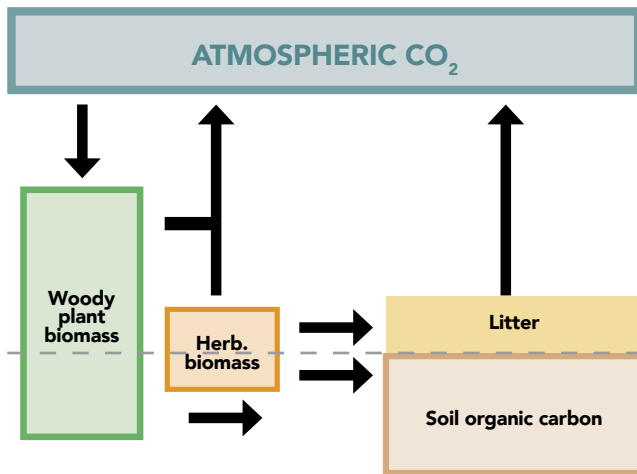 ATMOSPHERIC CO₂
Woody
plant
biomass
Herb.
biomass
Litter
Soil organic carbon